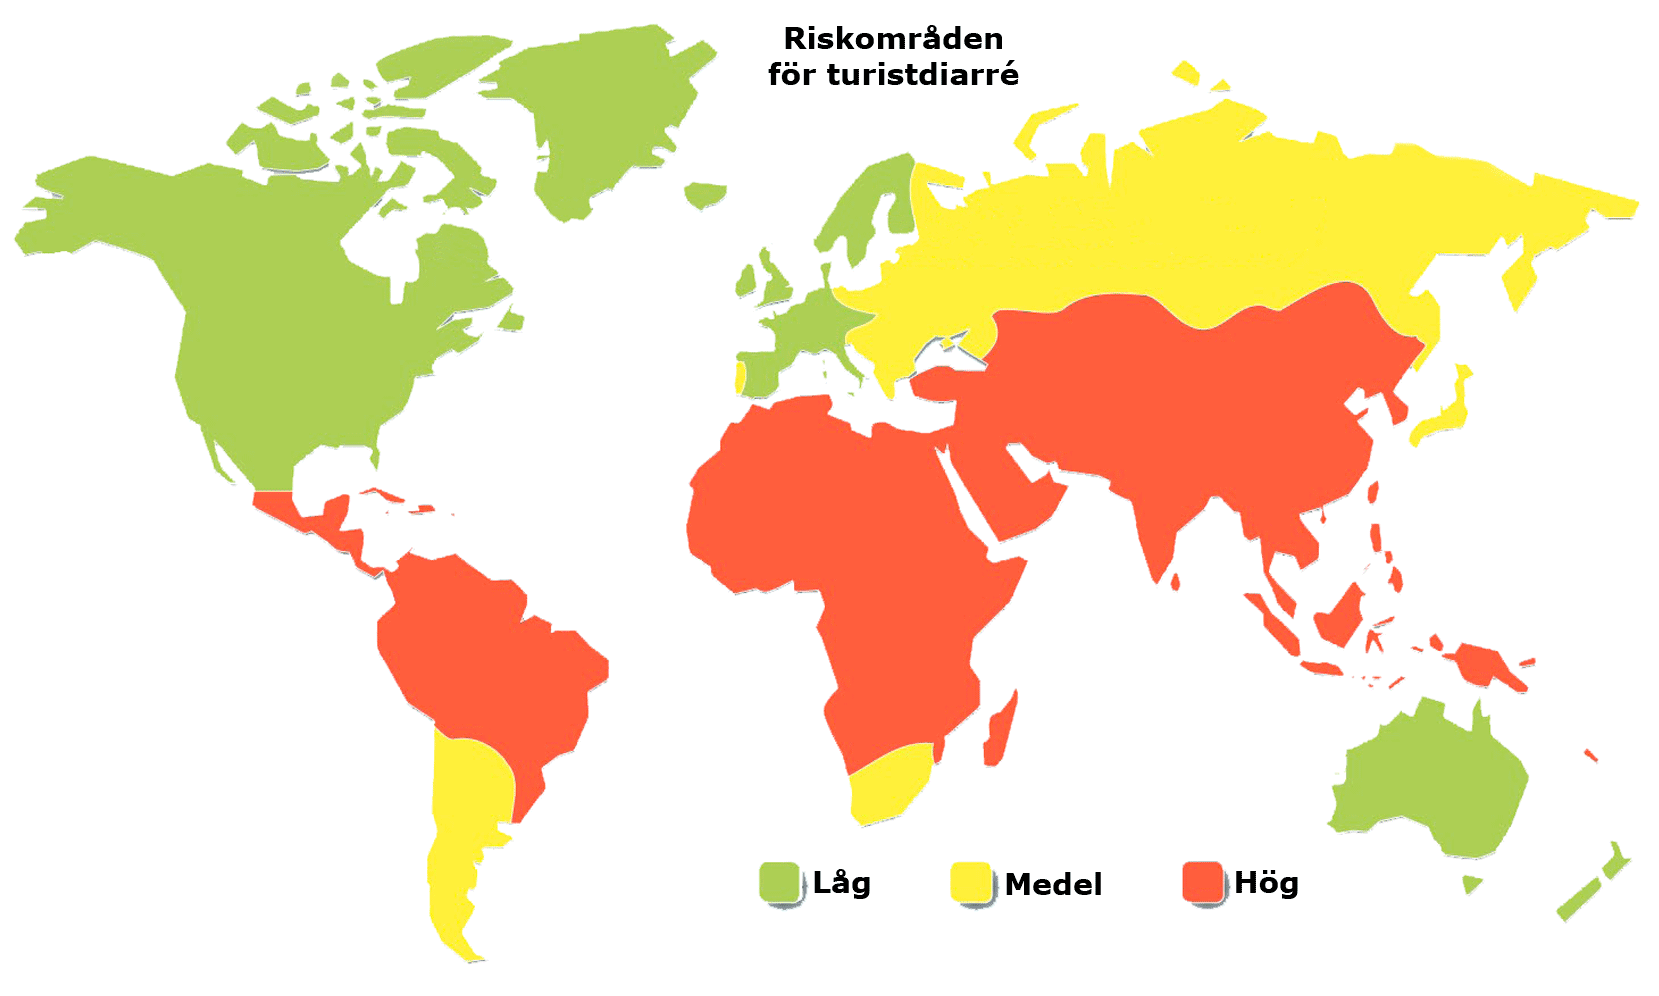 Riskområden
för turistdiarré
Låg
Medel
Hög